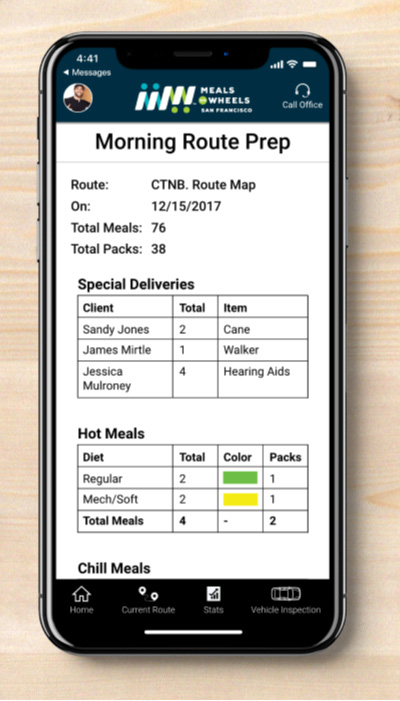 4:41
◀ Messages
MEALS
ON WHEELS
SAN FRANCISCO
Call Office
Morning Route Prep
Route: CTNB. Route Map
On: 12/15/2017
Total Meals: 76
Total Packs: 38
Special Deliveries
Client Total Item
Sandy Jones 2 Cane
James Mirtle 1 Walker
Jessica Mulroney 4 Hearing Aids
Hot Meals
Diet Total Color Packs
Regular 2 1
Mech/Soft 2 1
Total Meals 4 - 2
Chill Meals
Home Current Route Stats Vehicle Inspection